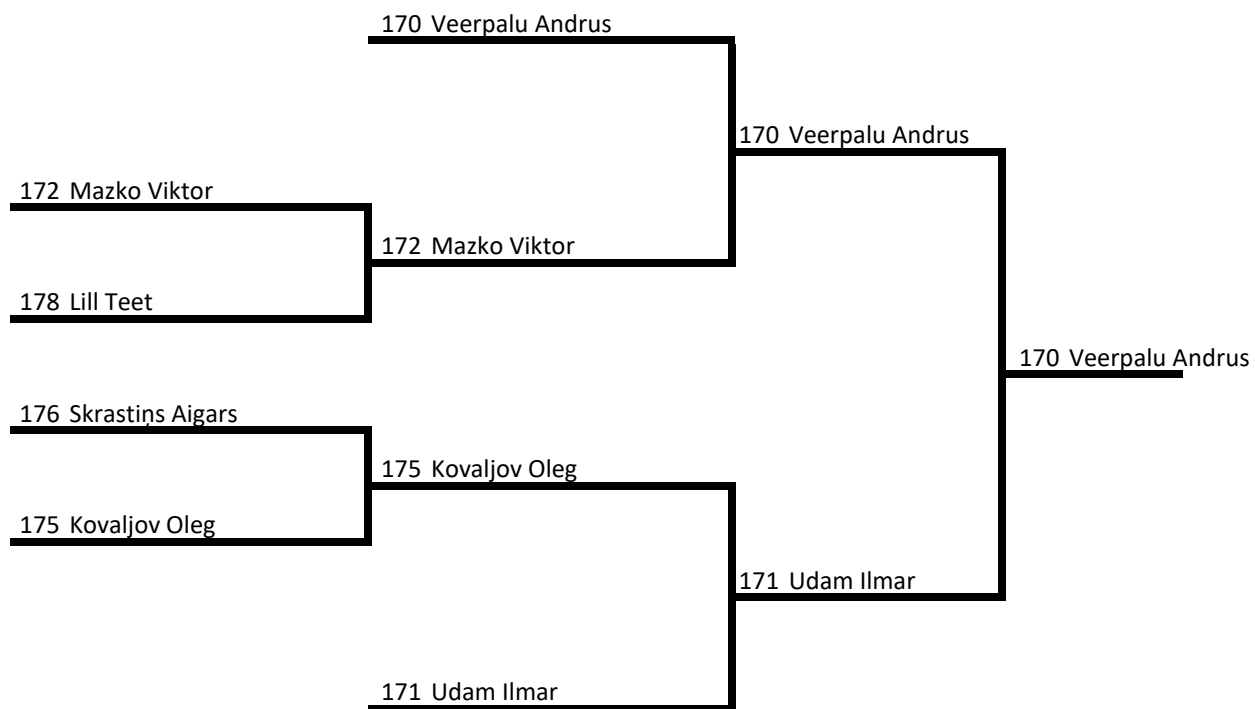 170 Veerpalu Andrus
170 Veerpalu Andrus
172 Mazko Viktor
172 Mazko Viktor
178 Lill Teet
170 Veerpalu Andrus
176 Skrastiņs Aigars
175 Kovaljov Oleg
175 Kovaljov Oleg
171 Udam Ilmar
171 Udam Ilmar